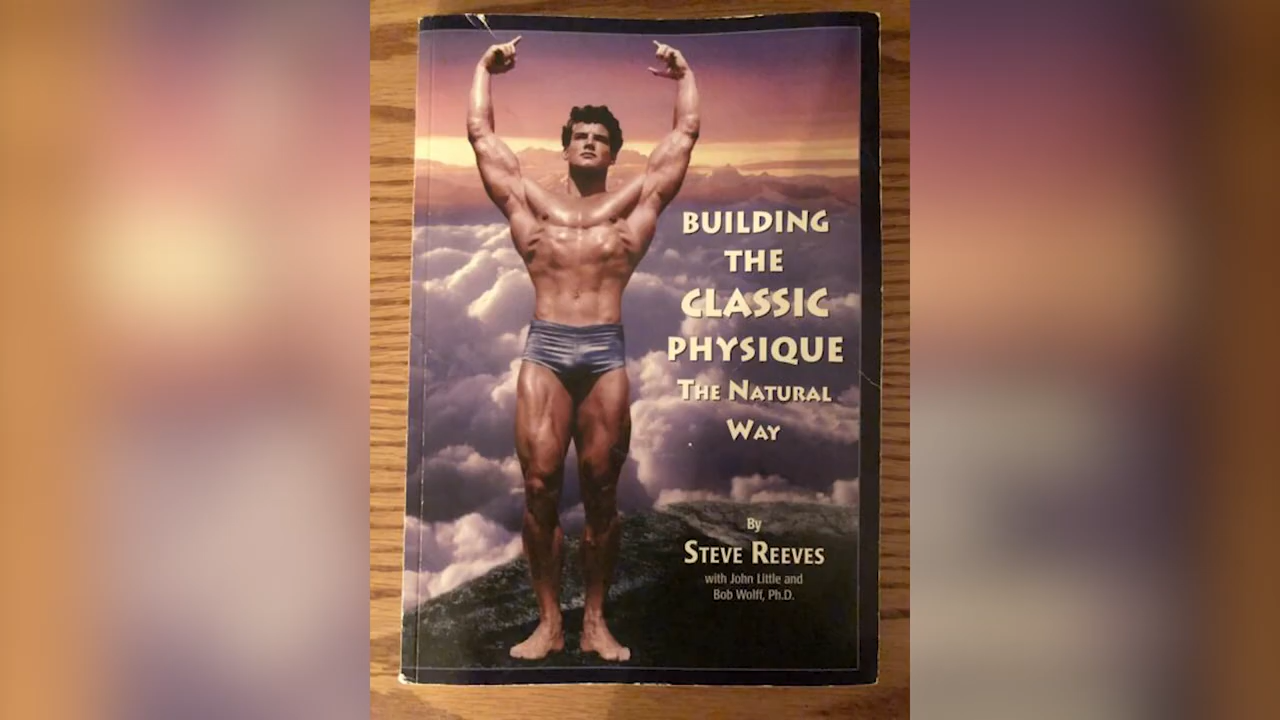 BUILDING
THE
CLASSIC
PHYSIQUE
THE NATURAL
WAY
By
STEVE REEVES
with John Little and
Bob Wolff, Ph.D.